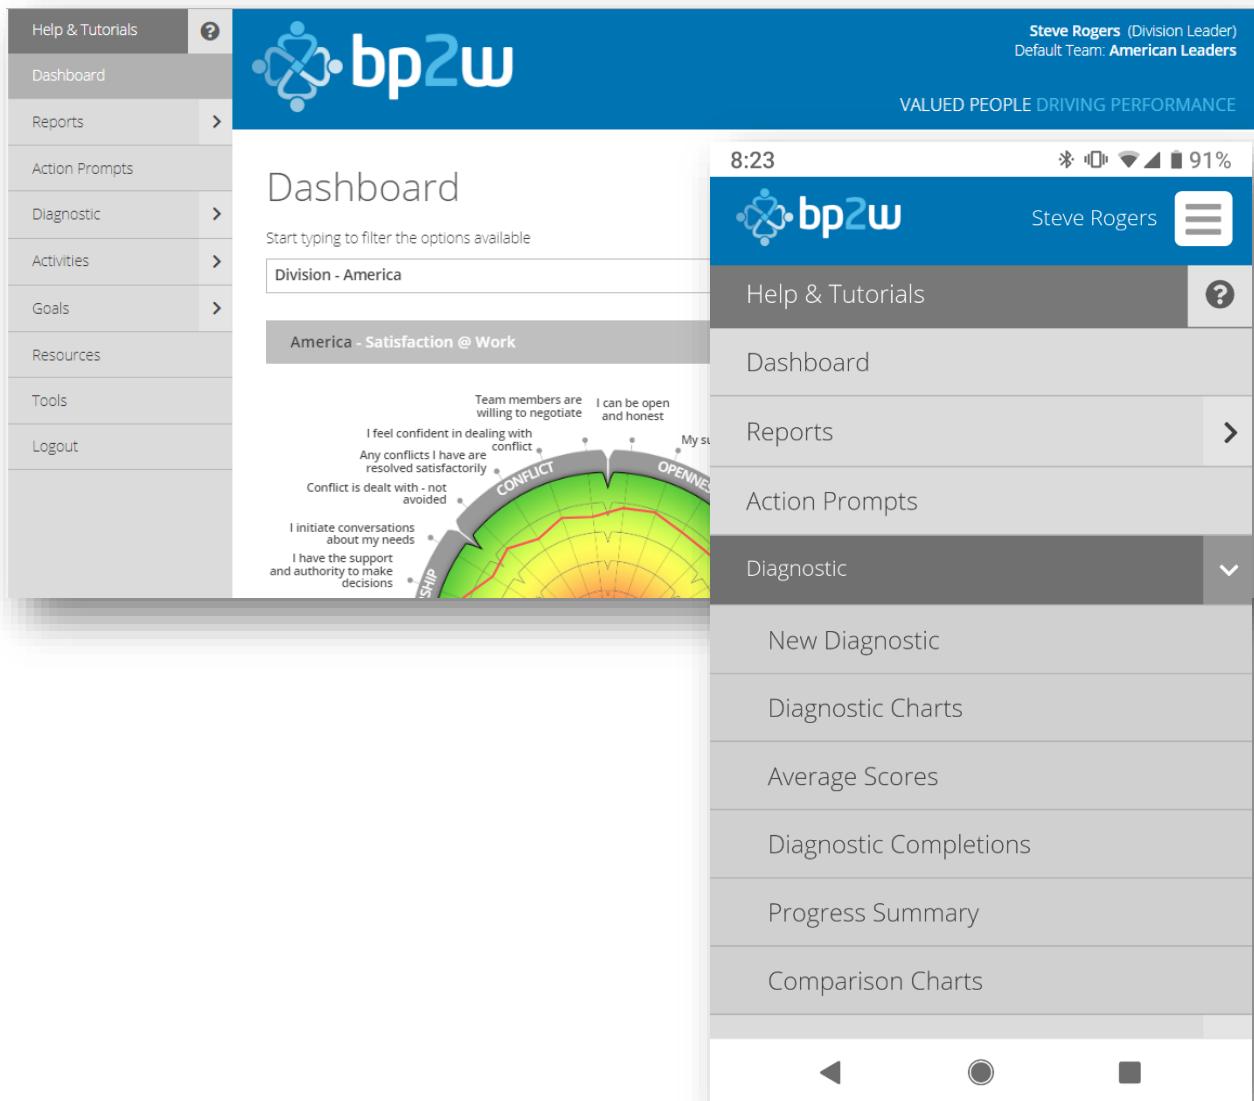 Help & Tutorials
Dashboard
Reports
Action Prompts
Diagnostic
Activities
Goals
Resources
Tools
Logout
bp2w
Steve Rogers (Division Leader)
Default Team: American Leaders
VALUED PEOPLE DRIVING PERFORMANCE
Dashboard
Start typing to filter the options available
Division - America
America - Satisfaction @ Work
Team members are
willing to negotiate
I can be open
and honest
I feel confident in dealing with
conflict
My
Any conflicts I have are
resolved satisfactorily
Conflict is dealt with - not
avoided
I initiate conversations
about my needs
I have the support
and authority to make
decisions
CONFLICT
OPENNES
SHIP
8:23
91%
bp2w
Steve Rogers
Help & Tutorials
Dashboard
Reports
Action Prompts
Diagnostic
New Diagnostic
Diagnostic Charts
Average Scores
Diagnostic Completions
Progress Summary
Comparison Charts